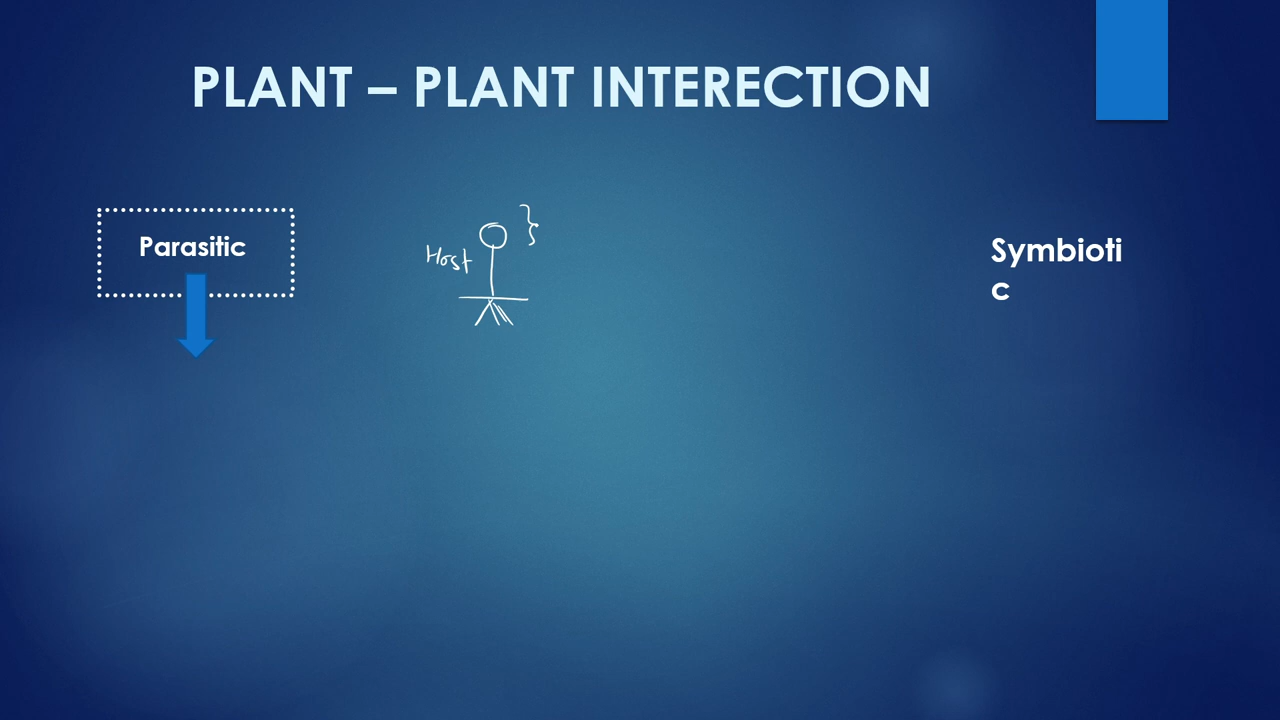 PLANT – PLANT INTERECTION
Parasitic
Host
Symbioti
c